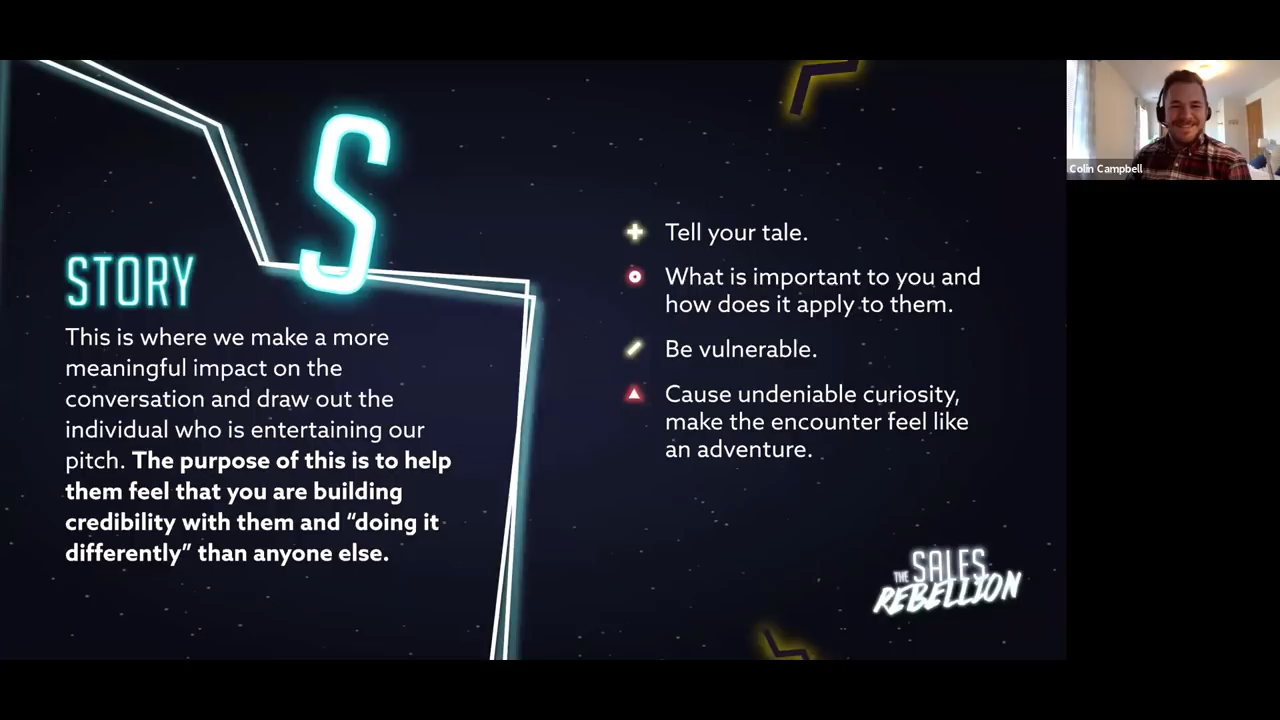 S
STORY
This is where we make a more
meaningful impact on the
conversation and draw out the
individual who is entertaining our
pitch. The purpose of this is to help
them feel that you are building
credibility with them and “doing it
differently” than anyone else.
Tell your tale.
What is important to you and
how does it apply to them.
Be vulnerable.
Cause undeniable curiosity,
make the encounter feel like
an adventure.
THE SALES
REBELLION
Colin Campbell